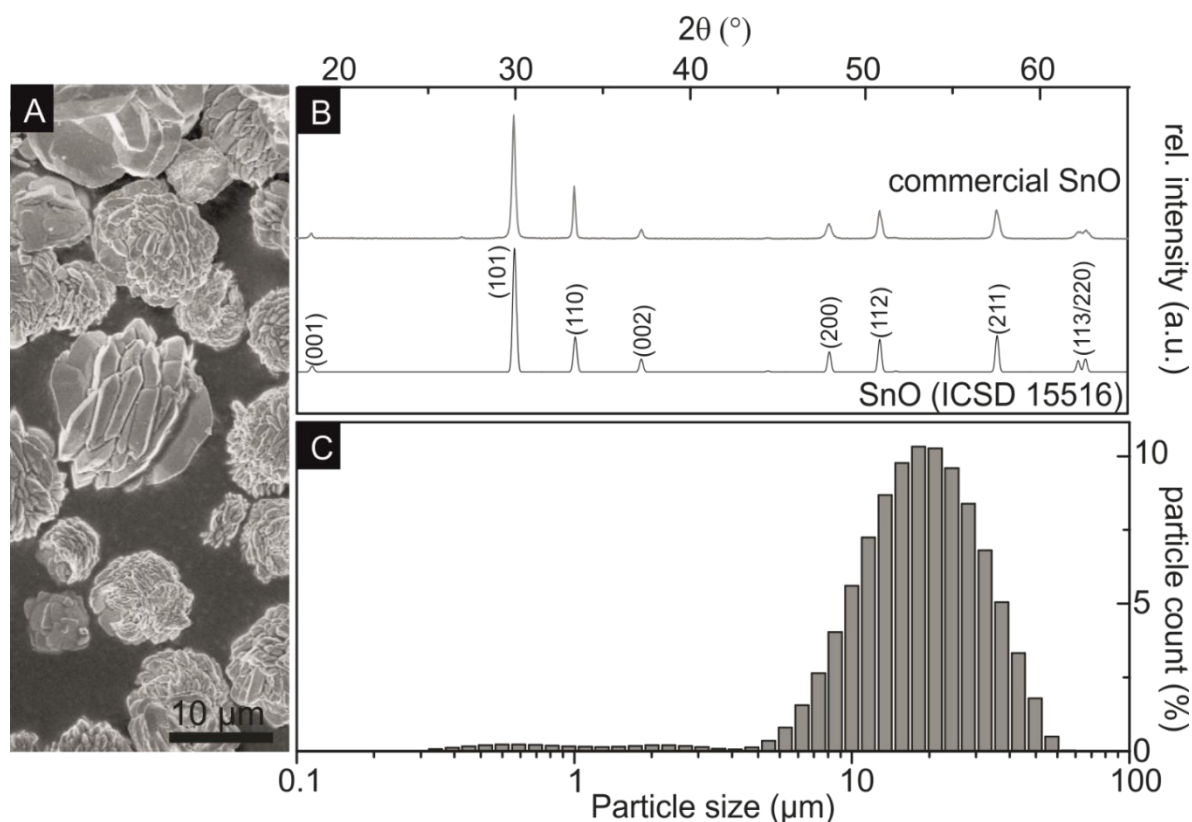 2θ (°)
20 30 40 50 60
A
B
commercial SnO
rel. intensity (a.u.)
(001)
(101)
(110)
(002)
(200)
(112)
(211)
(113/220)
SnO (ICSD 15516)
10 µm
C
10
5
0
particle count (%)
0.1 1 10 100
Particle size (µm)